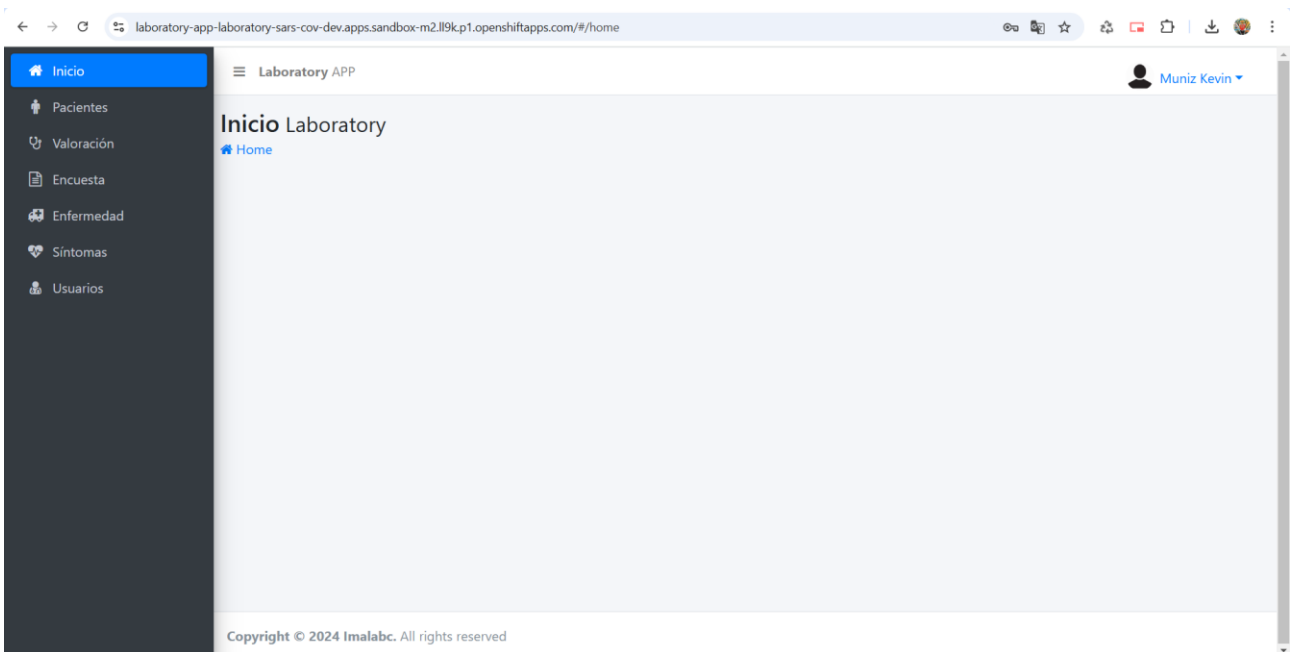 laboratory-app-laboratory-sars-cov-dev.apps.sandbox-m2.ll9k.p1.openshiftapps.com/#/home
Inicio
Pacientes
Valoración
Encuesta
Enfermedad
Síntomas
Usuarios
Laboratory APP
Muniz Kevin
Inicio Laboratory
Home
Copyright © 2024 Imalabc. All rights reserved